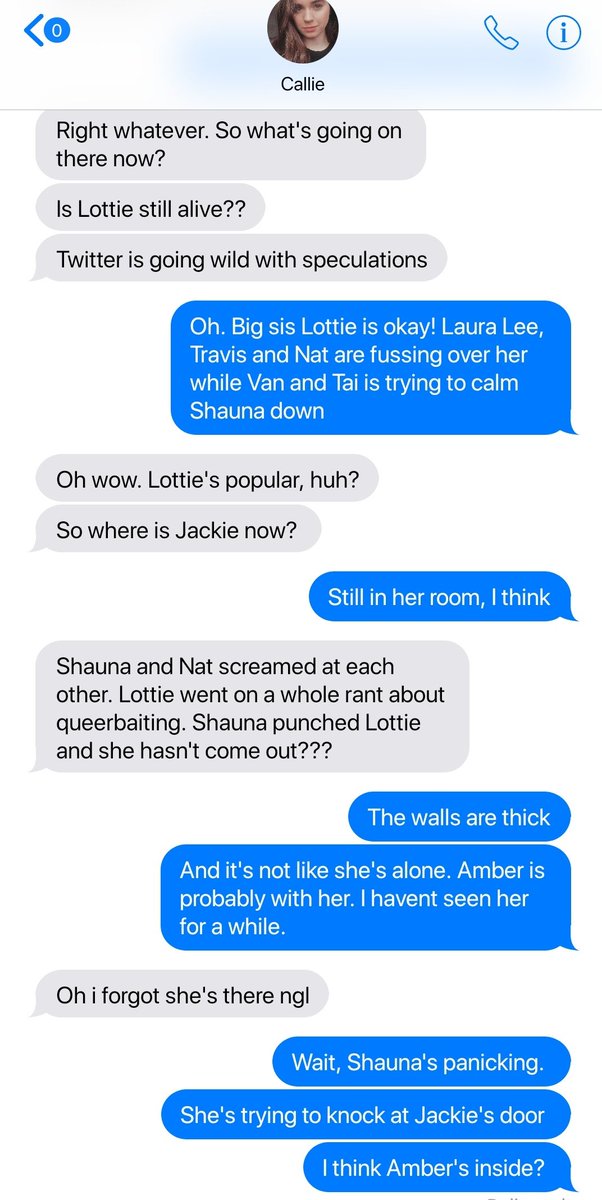 0
Callie
Right whatever. So what's going on
there now?
Is Lottie still alive??
Twitter is going wild with speculations
Oh. Big sis Lottie is okay! Laura Lee,
Travis and Nat are fussing over her
while Van and Tai is trying to calm
Shauna down
Oh wow. Lottie's popular, huh?
So where is Jackie now?
Still in her room, I think
Shauna and Nat screamed at each
other. Lottie went on a whole rant about
queerbaiting. Shauna punched Lottie
and she hasn't come out???
The walls are thick
And it's not like she's alone. Amber is
probably with her. I havent seen her
for a while.
Oh i forgot she's there ngl
Wait, Shauna's panicking.
She's trying to knock at Jackie's door
I think Amber's inside?